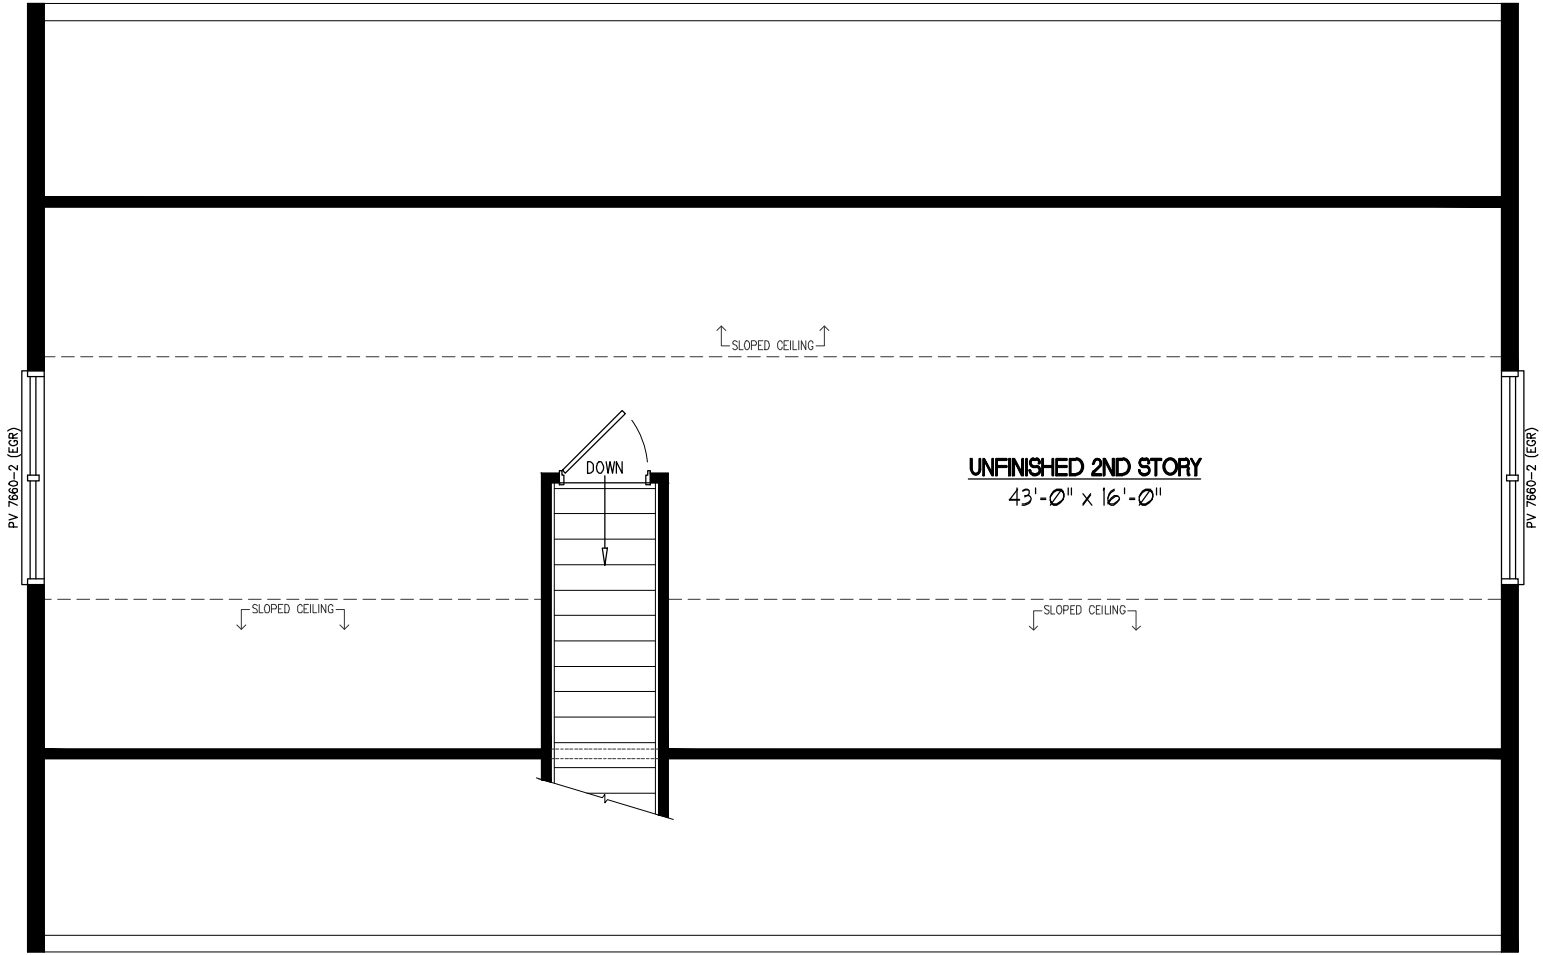 SLOPED CEILING
PV 7660-2 (EGR)
DOWN
UNFINISHED 2ND STORY
43'-0" x 16'-0"
PV 7660-2 (EGR)
SLOPED CEILING
SLOPED CEILING